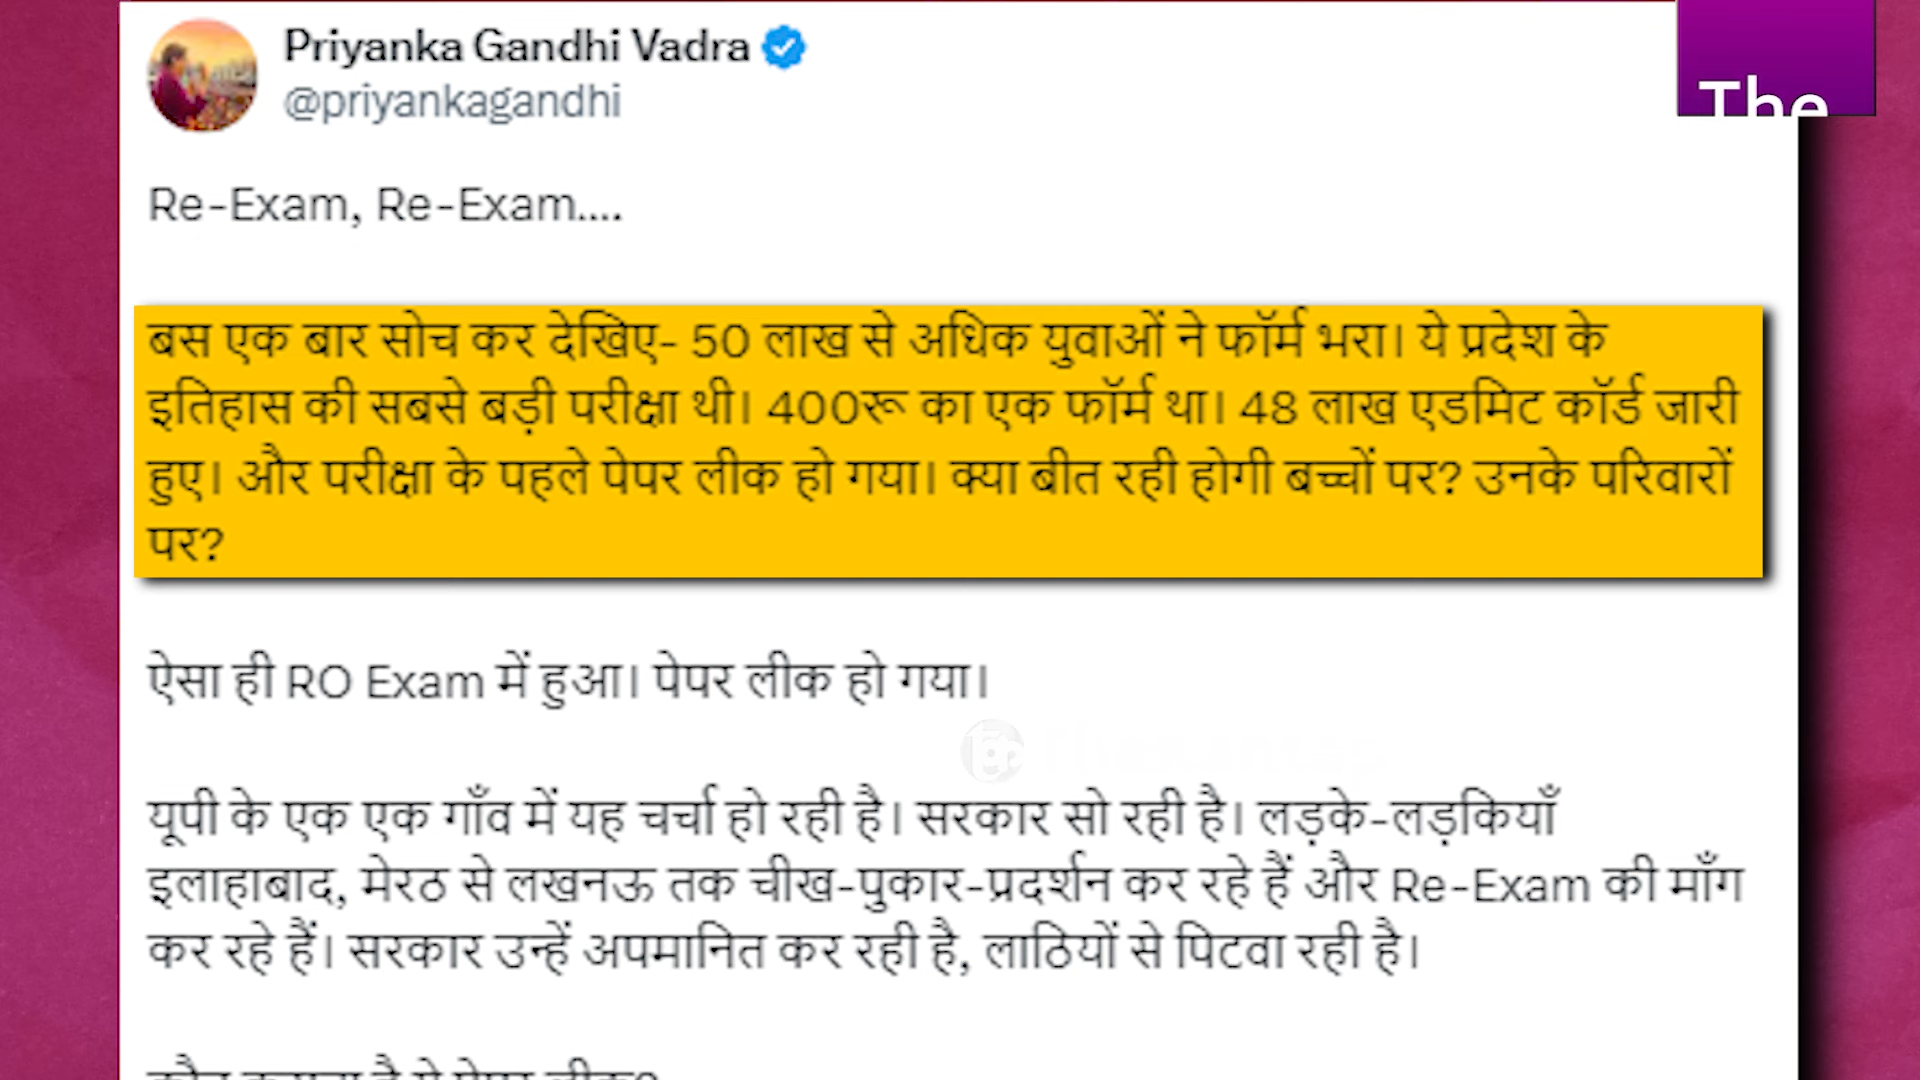 Priyanka Gandhi Vadra
@priyankagandhi
The
Re-Exam, Re-Exam....
बस एक बार सोच कर देखिए- 50 लाख से अधिक युवाओं ने फॉर्म भरा। ये प्रदेश के
इतिहास की सबसे बड़ी परीक्षा थी। 400रू का एक फॉर्म था। 48 लाख एडमिट कॉर्ड जारी
हुए। और परीक्षा के पहले पेपर लीक हो गया। क्या बीत रही होगी बच्चों पर? उनके परिवारों
पर?
ऐसा ही RO Exam में हुआ। पेपर लीक हो गया।
यूपी के एक एक गाँव में यह चर्चा हो रही है। सरकार सो रही है। लड़के-लड़कियाँ
इलाहाबाद, मेरठ से लखनऊ तक चीख-पुकार-प्रदर्शन कर रहे हैं और Re-Exam की माँग
कर रहे हैं। सरकार उन्हें अपमानित कर रही है, लाठियों से पिटवा रही है।